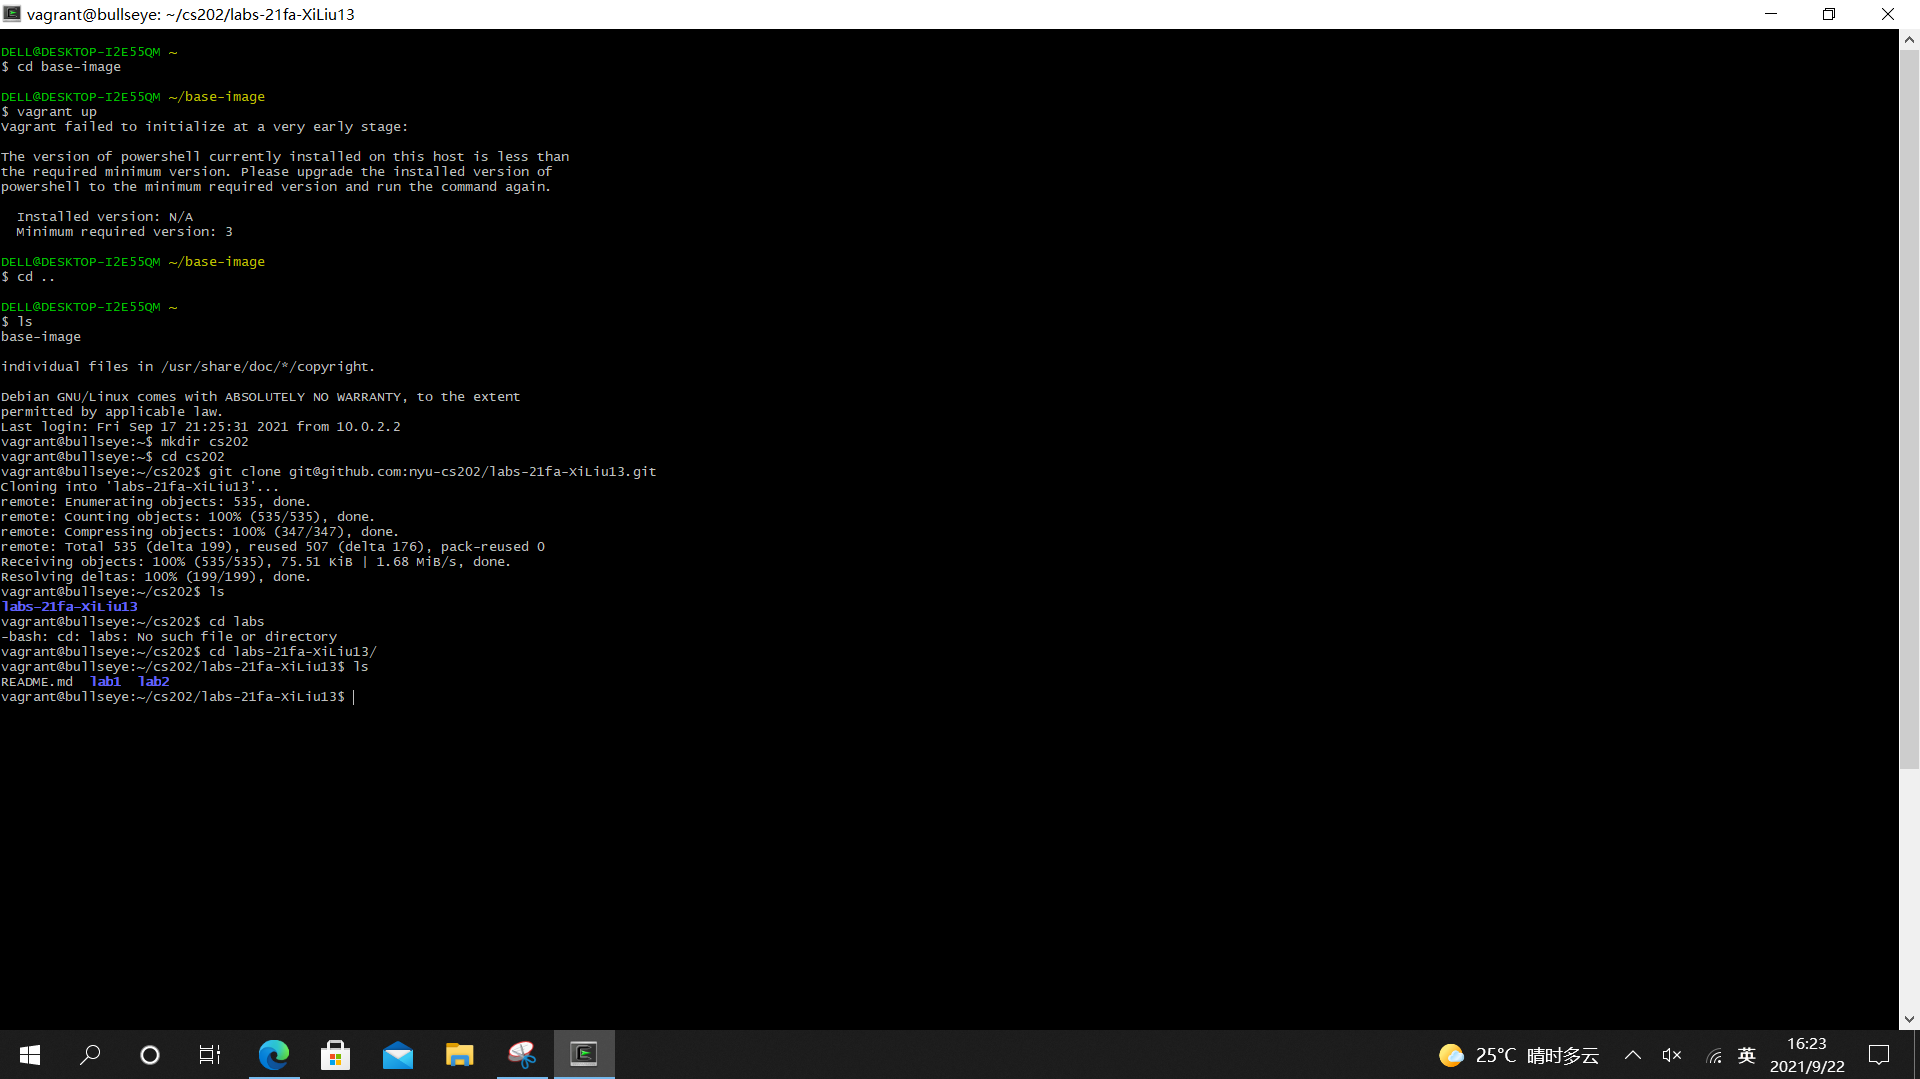 vagrant@bullseye: ~/cs202/labs-21fa-XiLiu13
DELL@DESKTOP-I2E55QM ~
$ cd base-image
DELL@DESKTOP-I2E55QM ~/base-image
$ vagrant up
Vagrant failed to initialize at a very early stage:
The version of powershell currently installed on this host is less than
the required minimum version. Please upgrade the installed version of
powershell to the minimum required version and run the command again.
Installed version: N/A
Minimum required version: 3
DELL@DESKTOP-I2E55QM ~/base-image
$ cd ..
DELL@DESKTOP-I2E55QM ~
$ ls
base-image
individual files in /usr/share/doc/*/copyright.
Debian GNU/Linux comes with ABSOLUTELY NO WARRANTY, to the extent
permitted by applicable law.
Last login: Fri Sep 17 21:25:31 2021 from 10.0.2.2
vagrant@bullseye:~$ mkdir cs202
vagrant@bullseye:~$ cd cs202
vagrant@bullseye:~/cs202$ git clone git@github.com:nyu-cs202/labs-21fa-XiLiu13.git
Cloning into 'labs-21fa-XiLiu13'...
remote: Enumerating objects: 535, done.
remote: Counting objects: 100% (535/535), done.
remote: Compressing objects: 100% (347/347), done.
remote: Total 535 (delta 199), reused 507 (delta 176), pack-reused 0
Receiving objects: 100% (535/535), 75.51 KiB | 1.68 MiB/s, done.
Resolving deltas: 100% (199/199), done.
vagrant@bullseye:~/cs202$ ls
labs-21fa-XiLiu13
vagrant@bullseye:~/cs202$ cd labs
-bash: cd: labs: No such file or directory
vagrant@bullseye:~/cs202$ cd labs-21fa-XiLiu13/
vagrant@bullseye:~/cs202/labs-21fa-XiLiu13$ ls
README.md  lab1  lab2
vagrant@bullseye:~/cs202/labs-21fa-XiLiu13$
25°C 晴时多云
英
16:23
2021/9/22